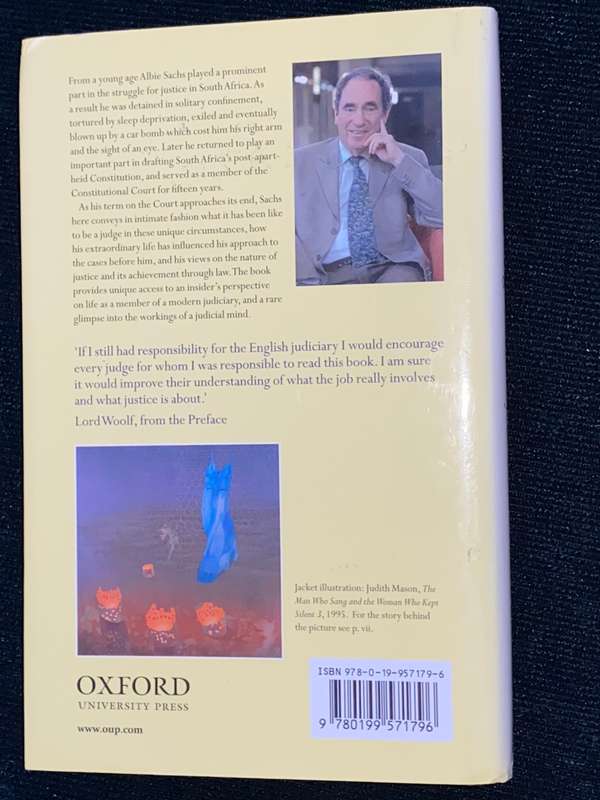 From a young age Albie Sachs played a prominent
part in the struggle for justice in South Africa. As
a result he was detained in solitary confinement,
tortured by sleep deprivation, exiled and eventually
blown up by a car bomb which cost him his right arm
and the sight of an eye. Later he returned to play an
important part in drafting South Africa's post-apart-
heid Constitution, and served as a member of the
Constitutional Court for fifteen years.
As his term on the Court approaches its end, Sachs
here conveys in intimate fashion what it has been like
to be a judge in these unique circumstances, how
his extraordinary life has influenced his approach to
the cases before him, and his views on the nature of
justice and its achievement through law. The book
provides unique access to an insider's perspective
on life as a member of a modern judiciary, and a rare
glimpse into the workings of a judicial mind.
'If I still had responsibility for the English judiciary I would encourage
every judge for whom I was responsible to read this book. I am sure
it would improve their understanding of what the job really involves
and what justice is about.'
Lord Woolf, from the Preface
Jacket illustration: Judith Mason, The
Man Who Sang and the Woman Who Kept
Silent 3, 1995. For the story behind
the picture see p. vii.
OXFORD
UNIVERSITY PRESS
www.oup.com
ISBN 978-0-19-957179-6
9 780199 571796